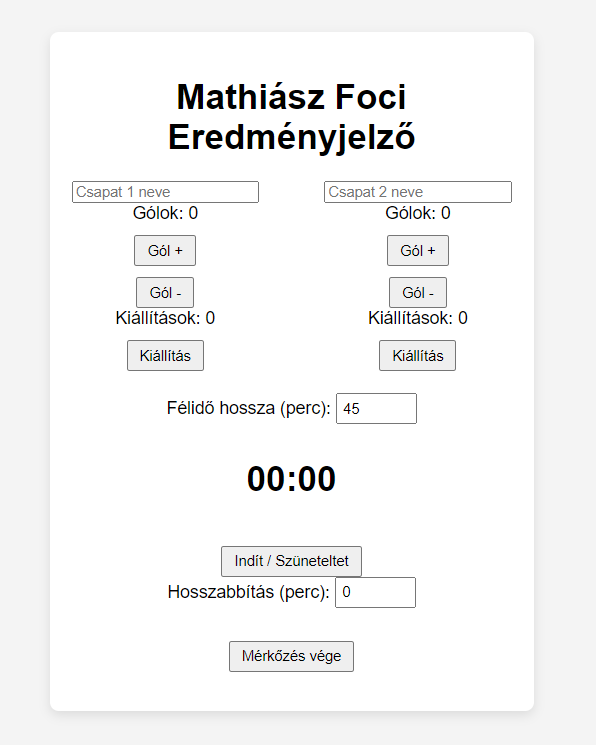 Mathiász Foci
Eredményjelző
Csapat 1 neve Csapat 2 neve
Gólok: 0 Gólok: 0
Gól + Gól +
Gól - Gól -
Kiállítások: 0 Kiállítások: 0
Kiállítás Kiállítás
Félidő hossza (perc): 45
00:00
Indít / Szüneteltet
Hosszabbítás (perc): 0
Mérkőzés vége